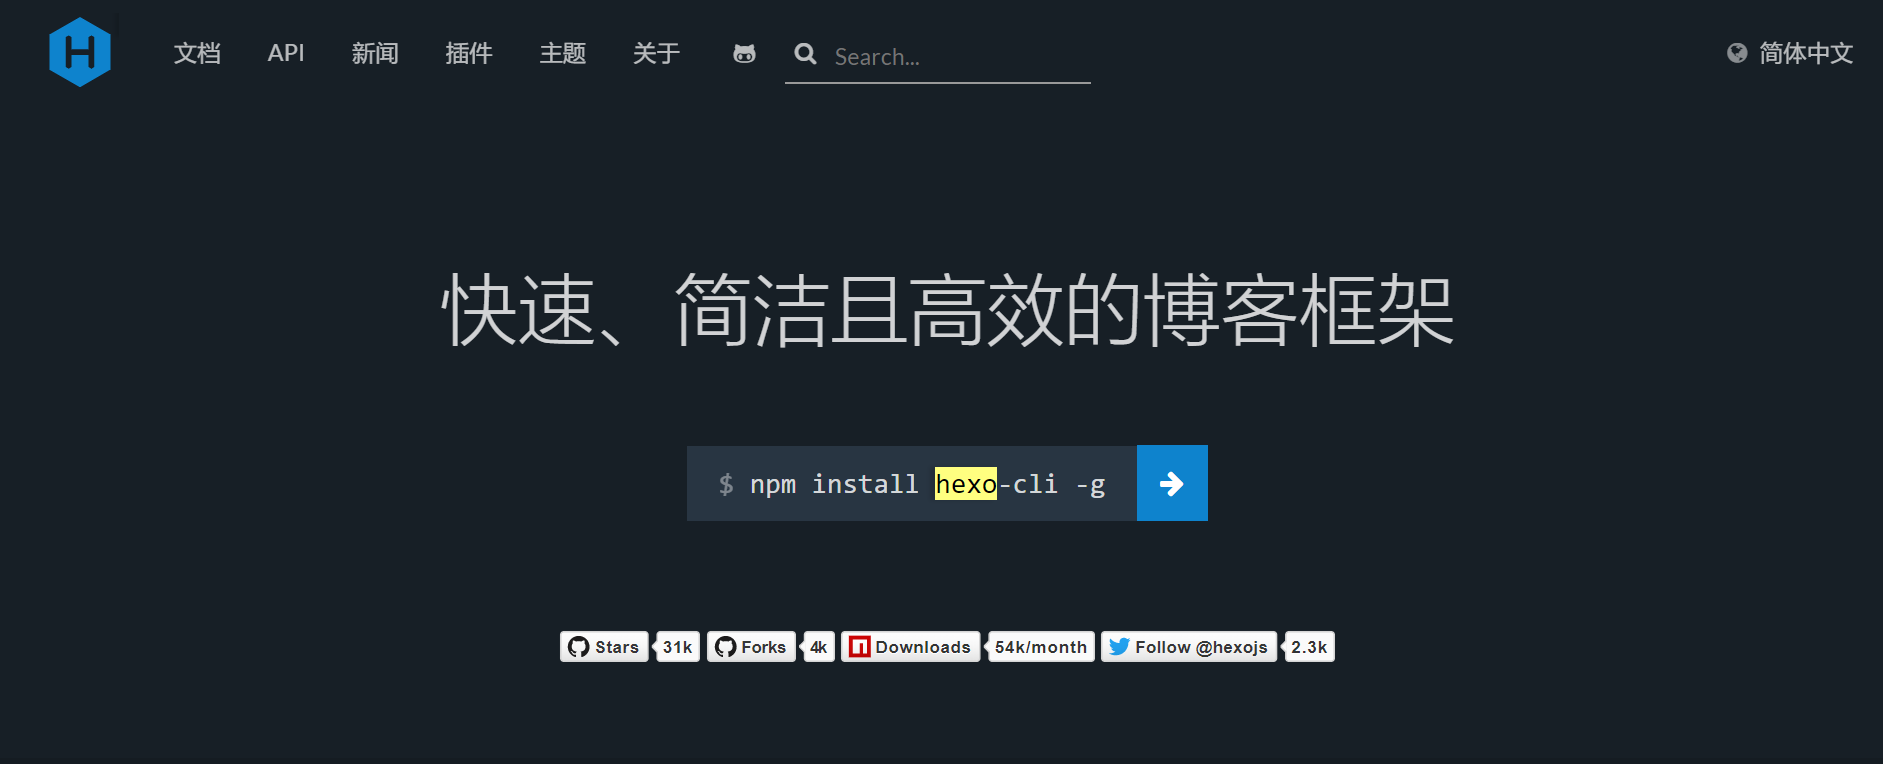 H 文档 API 新闻 插件 主题 关于 Search... 简体中文
快速、简洁且高效的博客框架
$ npm install hexo-cli -g
Stars 31k Forks 4k Downloads 54k/month Follow @hexojs 2.3k